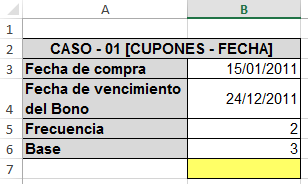 A B
1
2 CASO - 01 [CUPONES - FECHA]
3 Fecha de compra 15/01/2011
Fecha de vencimiento
4 del Bono 24/12/2011
5 Frecuencia 2
6 Base 3
7